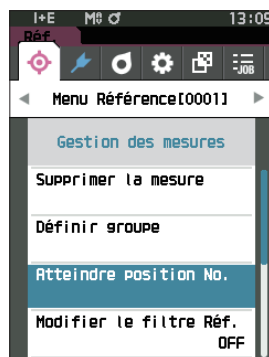 I+E M0 13:09
Réf.
-JOB
Menu Référence[0001]
Gestion des mesures
Supprimer la mesure
Définir groupe
Atteindre position No.
Modifier le filtre Réf.
OFF